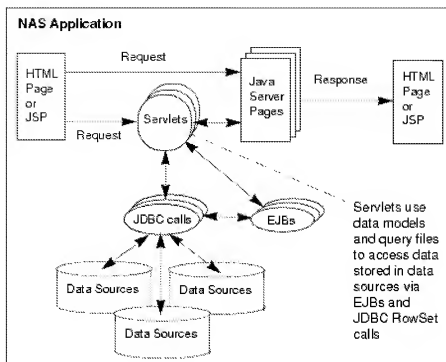 NAS Application
HTML
Page
or
JSP
Request
Request
Servlets
Java
Server
Pages
Response
HTML
Page
or
JSP
JDBC calls
EJBs
Data Sources
Data Sources
Data Sources
Servlets use
data models
and query files
to access data
stored in data
sources via
EJBs and
JDBC RowSet
calls